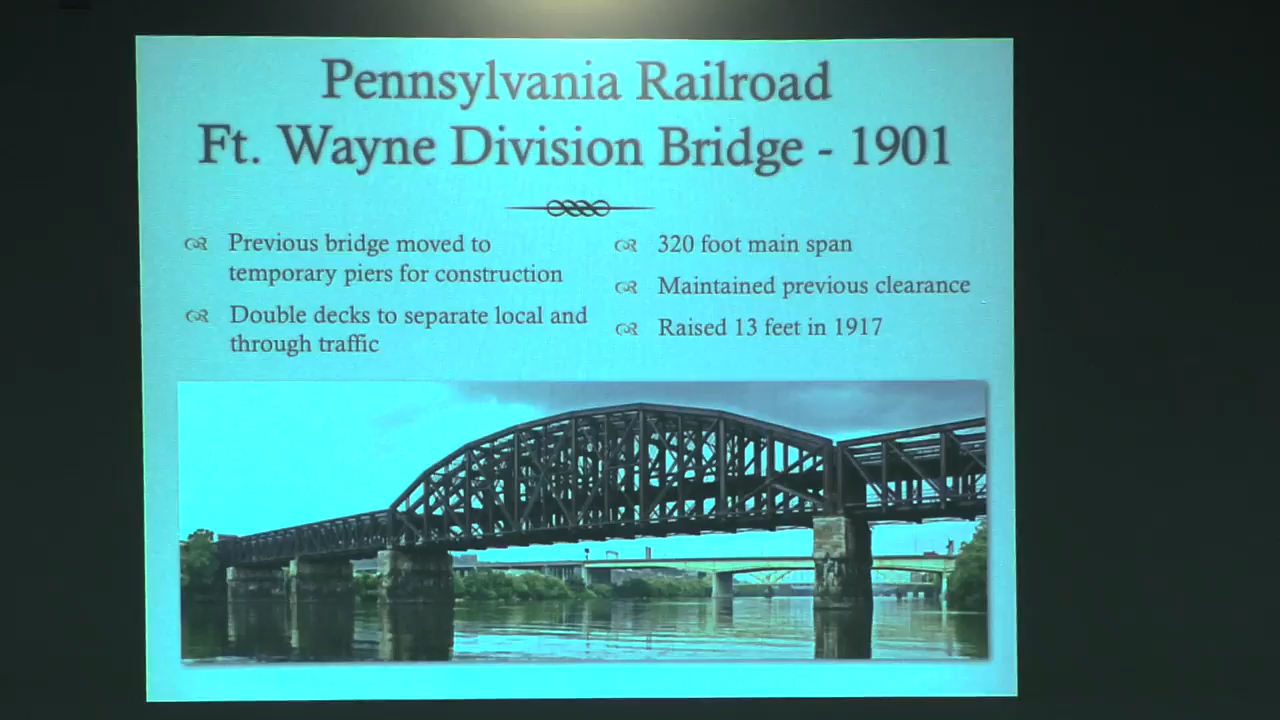 Pennsylvania Railroad
Ft. Wayne Division Bridge - 1901
Previous bridge moved to
temporary piers for construction
Double decks to separate local and
through traffic
320 foot main span
Maintained previous clearance
Raised 13 feet in 1917